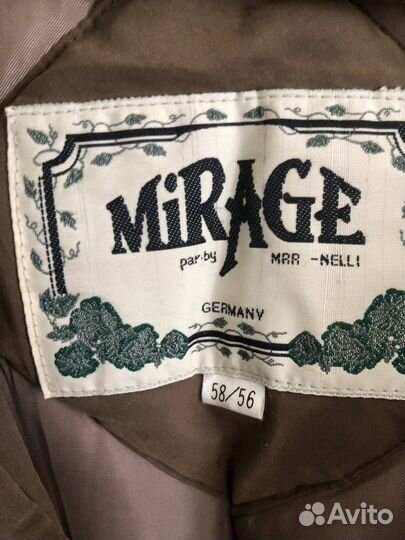 MiRAGE
par.by MRR -NELLI
GERMANY
58/56
Avito